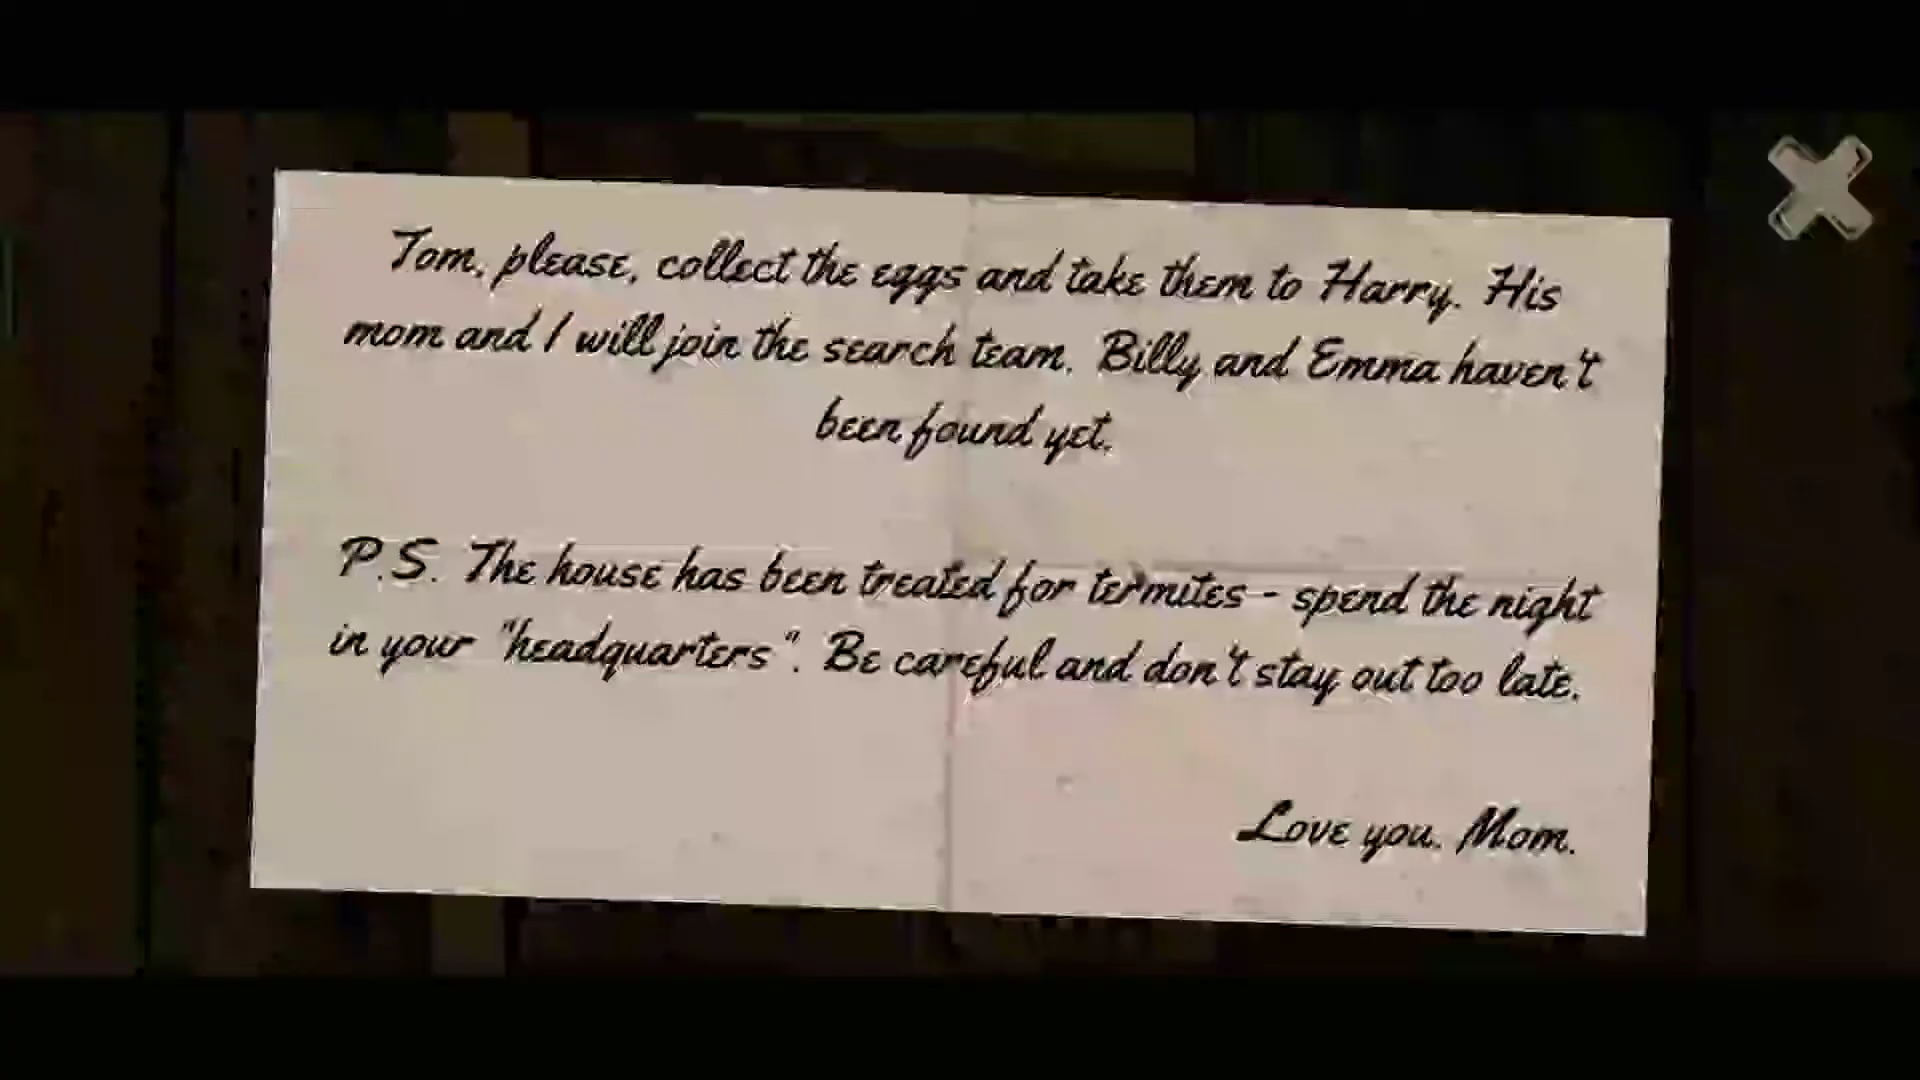 Tom, please, collect the eggs and take them to Harry. His
mom and I will join the search team. Billy and Emma haven't
been found yet.
P.S. The house has been treated for termites - spend the night
in your "headquarters". Be careful and don't stay out too late.
Love you. Mom.